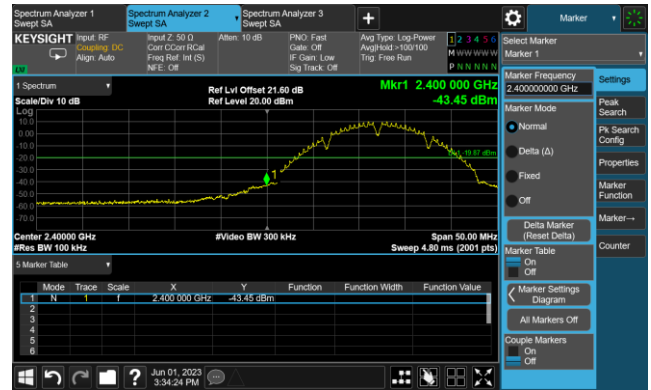 Spectrum Analyzer 1
Swept SA
Spectrum Analyzer 2
Swept SA
Spectrum Analyzer 3
Swept SA
+
Marker
KEYSIGHT
Input: RF
Coupling: DC
Align: Auto
Input Z: 50 Ω
Corr CCorr RCal
Freq Ref: Int (S)
NFE: Off
Atten: 10 dB
PNO: Fast
Gate: Off
IF Gain: Low
Sig Track: Off
Avg Type: Log-Power
Avg|Hold:>100/100
Trig: Free Run
1 2 3 4 5 6
M W W W W W
P N N N N N
Select Marker
Marker 1
1 Spectrum
Scale/Div 10 dB
Ref Lvl Offset 21.60 dB
Ref Level 20.00 dBm
Mkr1 2.400 000 GHz
-43.45 dBm
Log
10.0
0.00
-10.0
-20.0
-30.0
-40.0
-50.0
-60.0
-70.0
1
-19.87 dBm
Center 2.40000 GHz
#Res BW 100 kHz
#Video BW 300 kHz
Span 50.00 MHz
Sweep 4.80 ms (2001 pts)
5 Marker Table
Mode Trace Scale X Y Function Function Width Function Value
1 N 1 f 2.400 000 GHz -43.45 dBm
2
3
4
5
6
Marker Frequency
2.400000000 GHz
Marker Mode
Normal
Delta (Δ)
Fixed
Off
Delta Marker
(Reset Delta)
Marker Table
On
Off
Marker Settings
Diagram
All Markers Off
Couple Markers
On
Off
Settings
Peak
Search
Pk Search
Config
Properties
Marker
Function
Marker→
Counter
?
Jun 01, 2023
3:34:24 PM